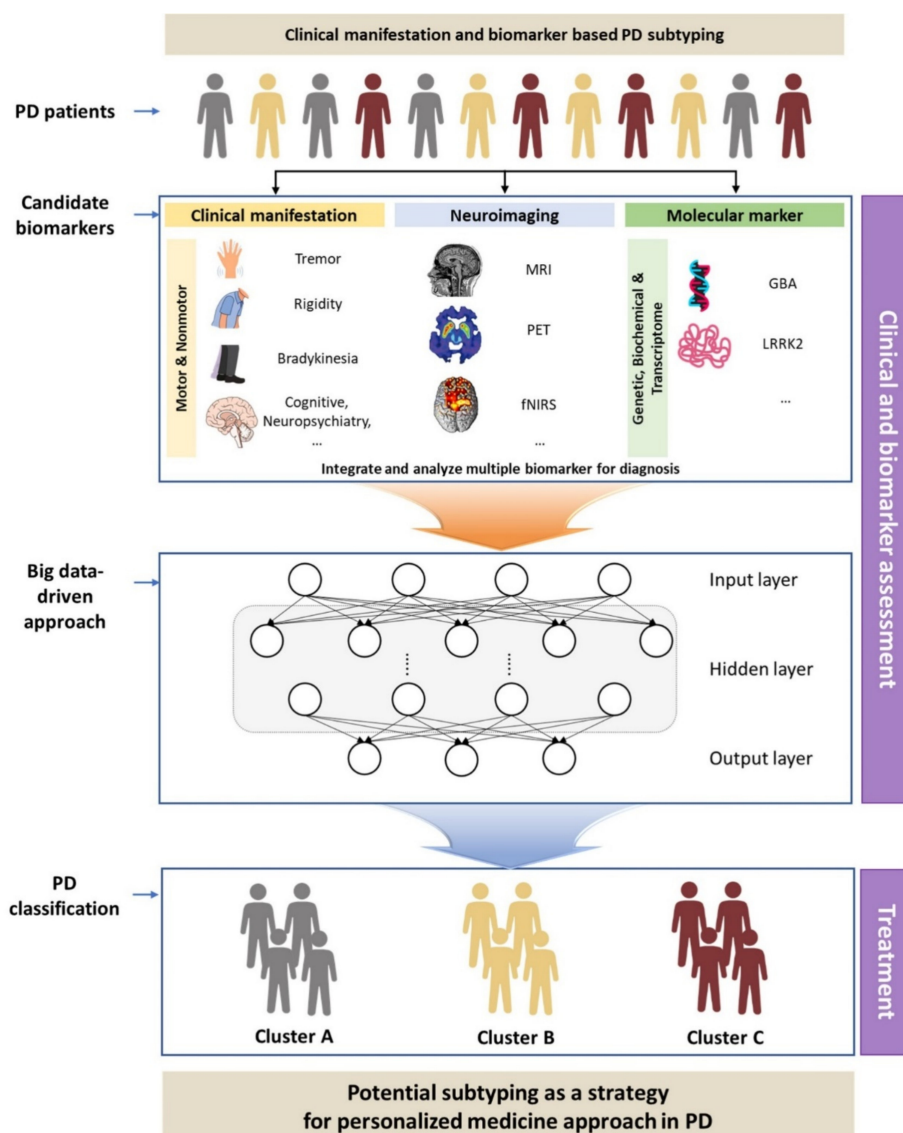 Clinical manifestation and biomarker based PD subtyping
PD patients
Candidate
biomarkers
Clinical manifestation
Neuroimaging
Molecular marker
Motor & Nonmotor
Tremor
Rigidity
Bradykinesia
Cognitive,
Neuropsychiatry,
...
MRI
PET
fNIRS
...
Genetic, Biochemical &
Transcriptome
GBA
LRRK2
...
Integrate and analyze multiple biomarker for diagnosis
Clinical and biomarker assessment
Big data-
driven
approach
Input layer
Hidden layer
Output layer
PD
classification
Cluster A
Cluster B
Cluster C
Treatment
Potential subtyping as a strategy
for personalized medicine approach in PD